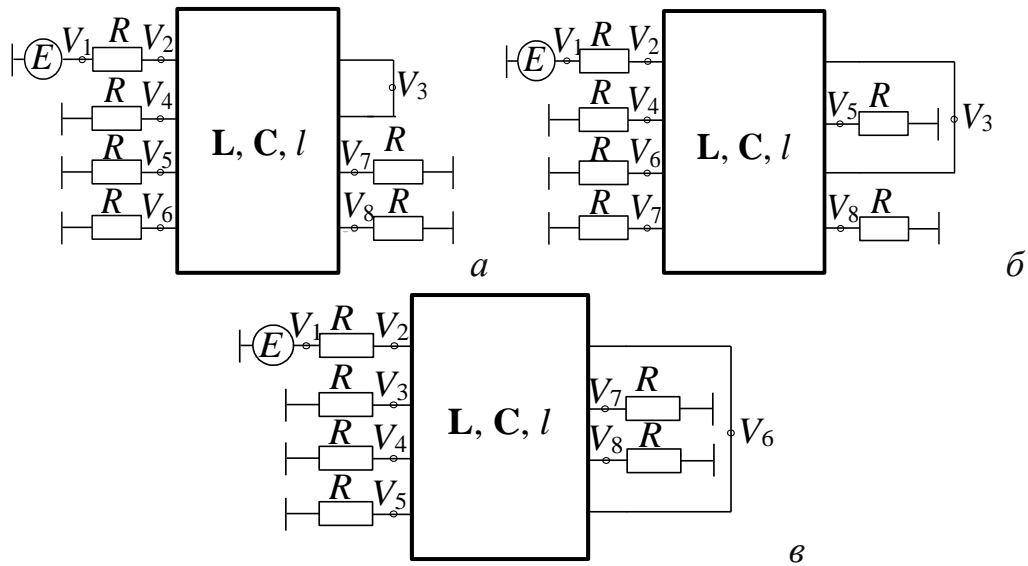 E V1 R V2
V4 R
V5 R
V6 R
L, C, l
V3
V7 R
V8 R
а
E V1 R V2
V4 R
V6 R
V7 R
L, C, l
V5 R
V3
V8 R
б
E V1 R V2
V3 R
V4 R
V5 R
L, C, l
V7 R
V8 R
V6
в